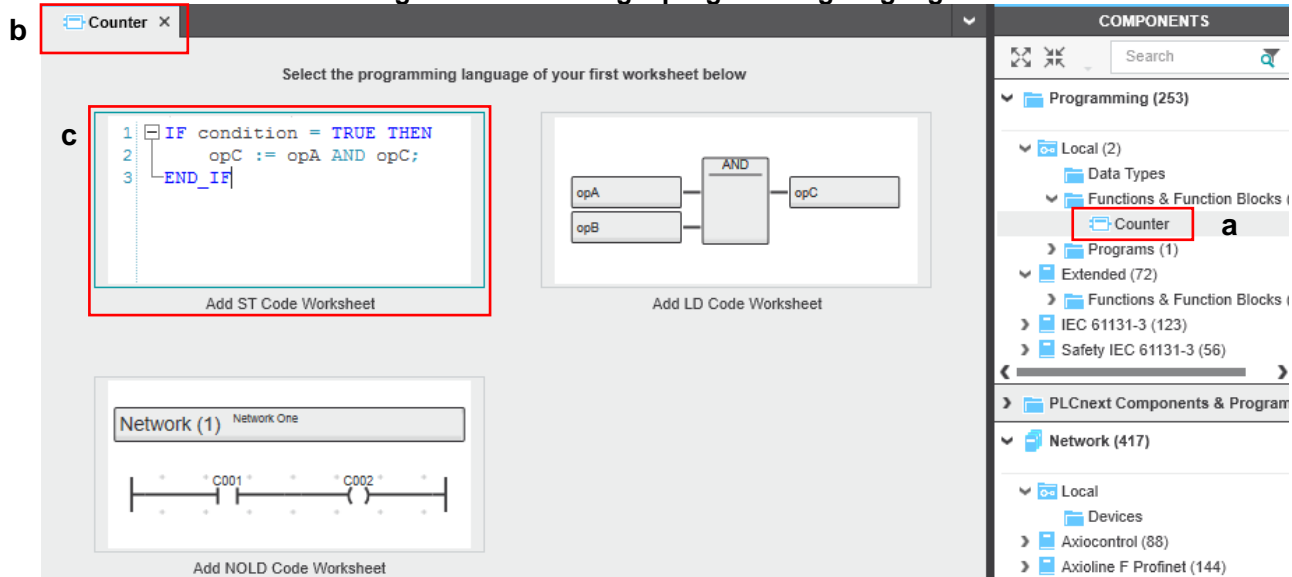 b
Counter ×
Select the programming language of your first worksheet below
c
1 IF condition = TRUE THEN
2 opC := opA AND opC;
3 END_IF
Add ST Code Worksheet
AND
opA
opB
opC
Add LD Code Worksheet
Network (1) Network One
C001
C002
Add NOLD Code Worksheet
COMPONENTS
Search
Programming (253)
Local (2)
Data Types
Functions & Function Blocks (
Counter
a
Programs (1)
Extended (72)
Functions & Function Blocks (
IEC 61131-3 (123)
Safety IEC 61131-3 (56)
PLCnext Components & Program
Network (417)
Local
Devices
Axiocontrol (88)
Axioline F Profinet (144)